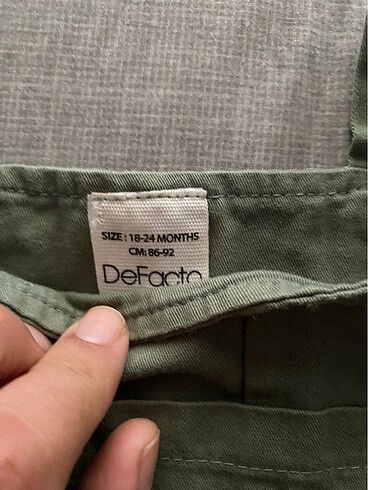 SIZE : 18-24 MONTHS
CM: 86-92
DeFacto